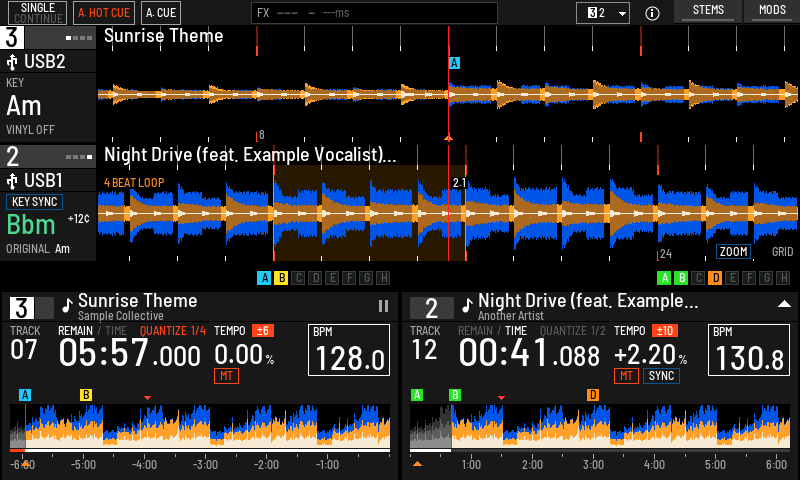 SINGLE
CONTINUE
A. HOT CUE
A. CUE
FX --- - --ms
3 2
STEMS
MODS
3
Sunrise Theme
USB2
A
KEY
Am
VINYL OFF
8
2
Night Drive (feat. Example Vocalist)...
USB1
4 BEAT LOOP
2.1
KEY SYNC
Bbm +12¢
ORIGINAL Am
24
ZOOM
GRID
A B C D E F G H
A B C D E F G H
3
Sunrise Theme
Sample Collective
TRACK
07
REMAIN / TIME
QUANTIZE 1/4
05:57.000
TEMPO ±6
0.00%
MT
BPM
128.0
A B
-6:00 -5:00 -4:00 -3:00 -2:00 -1:00
2
Night Drive (feat. Example...
Another Artist
TRACK
12
REMAIN / TIME
QUANTIZE 1/2
00:41.088
TEMPO ±10
+2.20%
MT SYNC
BPM
130.8
A B D
1:00 2:00 3:00 4:00 5:00 6:00